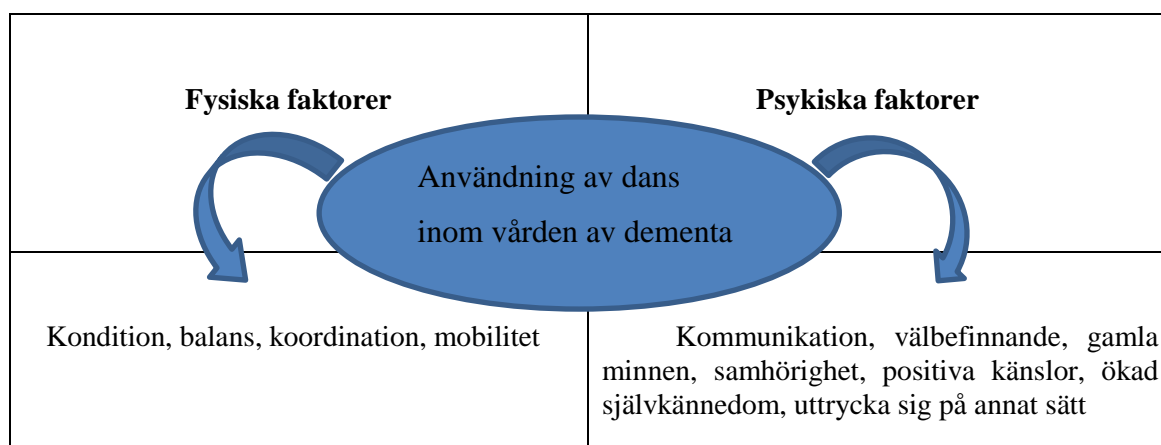 Fysiska faktorer
Psykiska faktorer
Användning av dans
inom vården av dementa
Kondition, balans, koordination, mobilitet
Kommunikation, välbefinnande, gamla
minnen, samhörighet, positiva känslor, ökad
självkännedom, uttrycka sig på annat sätt